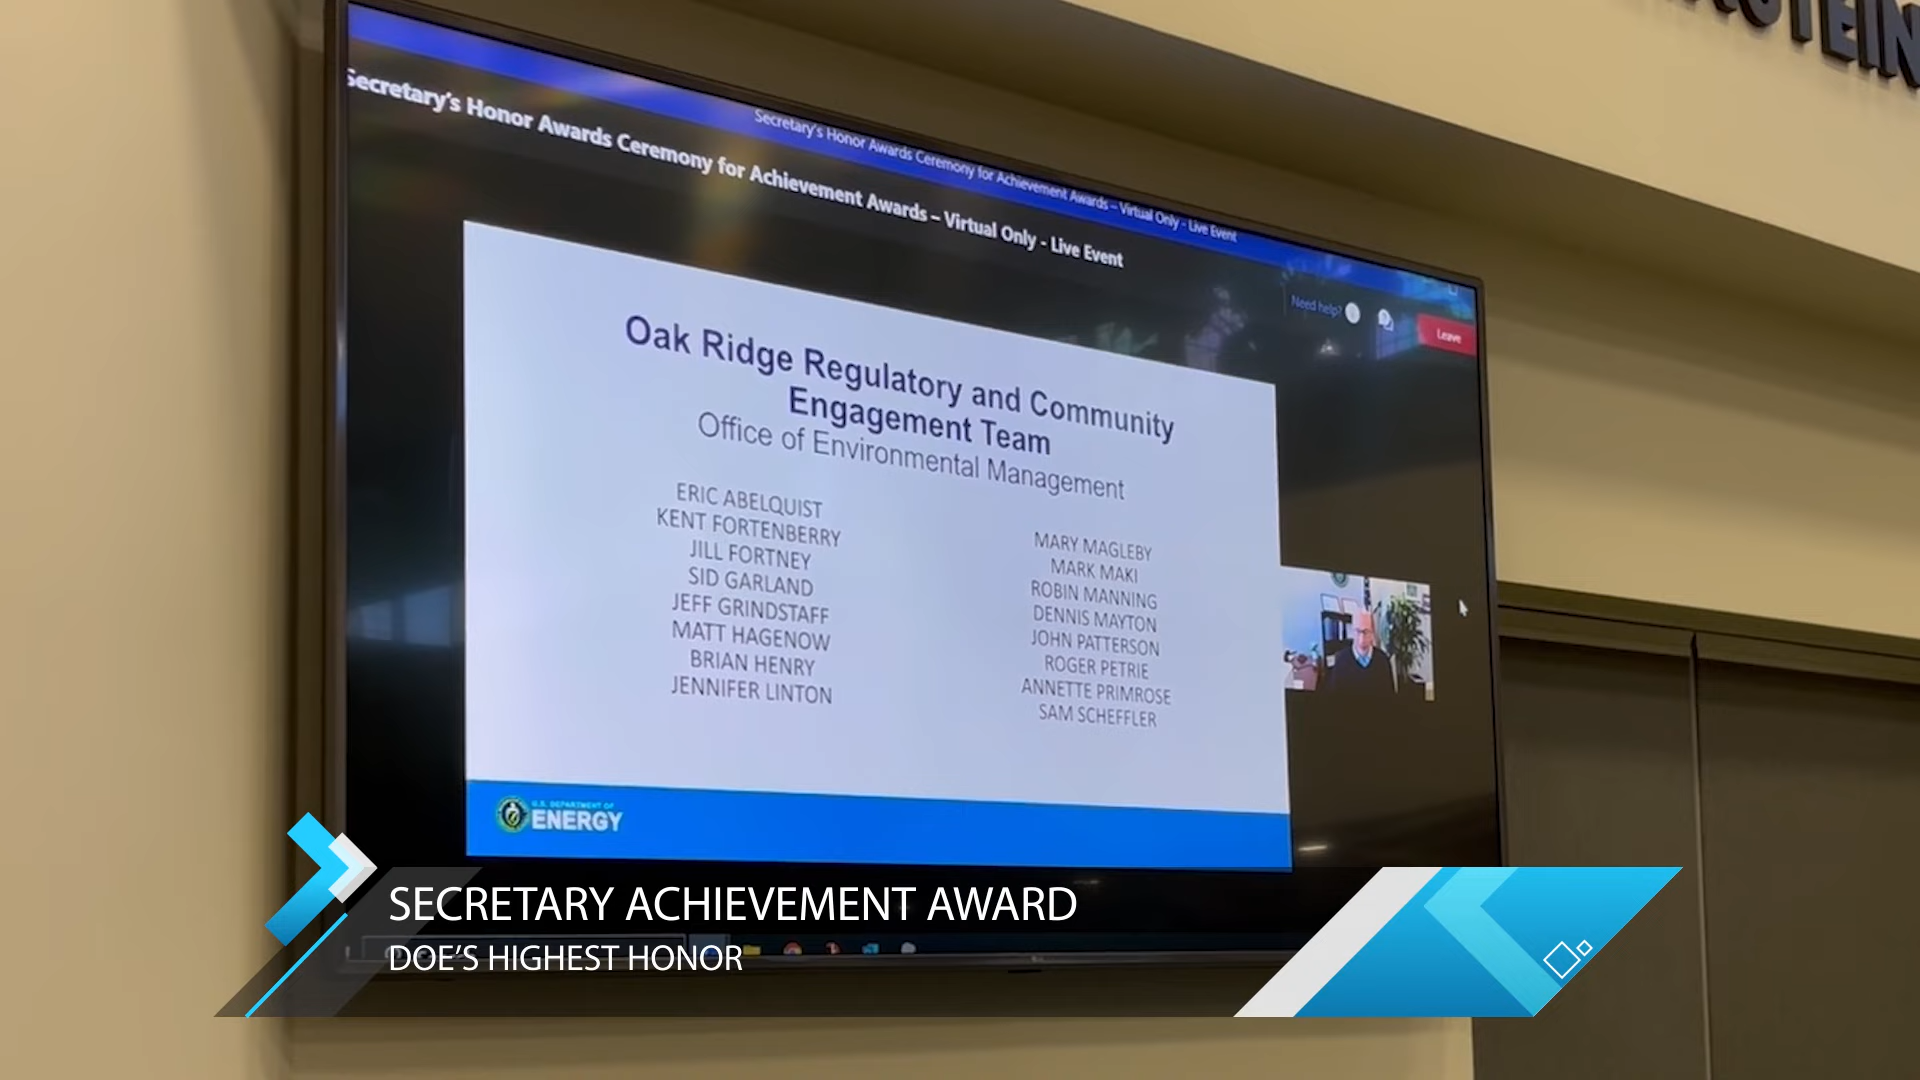 Secretary's Honor Awards Ceremony for Achievement Awards – Virtual Only - Live Event
Secretary's Honor Awards Ceremony for Achievement Awards – Virtual Only - Live Event
Need help?
Leave
Oak Ridge Regulatory and Community
Engagement Team
Office of Environmental Management
ERIC ABELQUIST
KENT FORTENBERRY
JILL FORTNEY
SID GARLAND
JEFF GRINDSTAFF
MATT HAGENOW
BRIAN HENRY
JENNIFER LINTON
MARY MAGLEBY
MARK MAKI
ROBIN MANNING
DENNIS MAYTON
JOHN PATTERSON
ROGER PETRIE
ANNETTE PRIMROSE
SAM SCHEFFLER
U.S. DEPARTMENT OF
ENERGY
SECRETARY ACHIEVEMENT AWARD
DOE'S HIGHEST HONOR